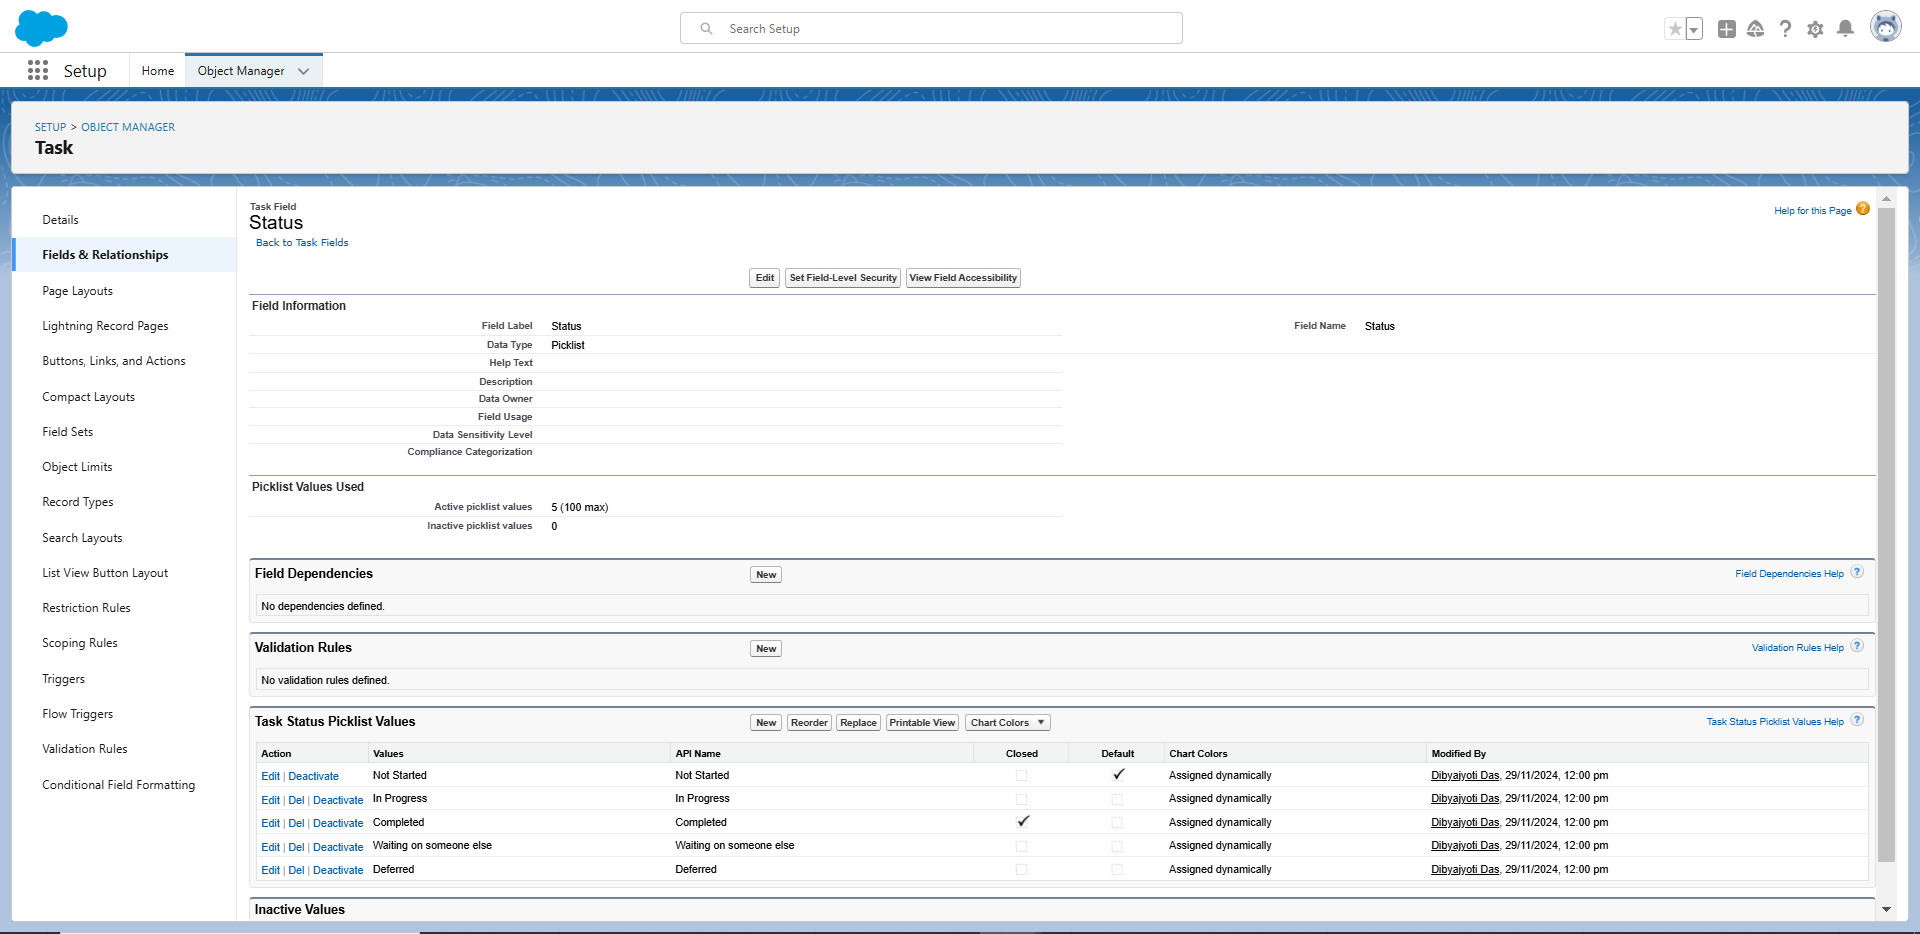 Search Setup
Setup
Home
Object Manager
SETUP > OBJECT MANAGER
Task
Details
Fields & Relationships
Page Layouts
Lightning Record Pages
Buttons, Links, and Actions
Compact Layouts
Field Sets
Object Limits
Record Types
Search Layouts
List View Button Layout
Restriction Rules
Scoping Rules
Triggers
Flow Triggers
Validation Rules
Conditional Field Formatting
Task Field
Status
Back to Task Fields
Help for this Page ?
Edit Set Field-Level Security View Field Accessibility
Field Information
Field Label Status Field Name Status
Data Type Picklist
Help Text
Description
Data Owner
Field Usage
Data Sensitivity Level
Compliance Categorization
Picklist Values Used
Active picklist values 5 (100 max)
Inactive picklist values 0
Field Dependencies New Field Dependencies Help ?
No dependencies defined.
Validation Rules New Validation Rules Help ?
No validation rules defined.
Task Status Picklist Values New Reorder Replace Printable View Chart Colors Task Status Picklist Values Help ?
Action Values API Name Closed Default Chart Colors Modified By
Edit | Deactivate Not Started Not Started Assigned dynamically Dibyajyoti Das, 29/11/2024, 12:00 pm
Edit | Del | Deactivate In Progress In Progress Assigned dynamically Dibyajyoti Das, 29/11/2024, 12:00 pm
Edit | Del | Deactivate Completed Completed Assigned dynamically Dibyajyoti Das, 29/11/2024, 12:00 pm
Edit | Del | Deactivate Waiting on someone else Waiting on someone else Assigned dynamically Dibyajyoti Das, 29/11/2024, 12:00 pm
Edit | Del | Deactivate Deferred Deferred Assigned dynamically Dibyajyoti Das, 29/11/2024, 12:00 pm
Inactive Values